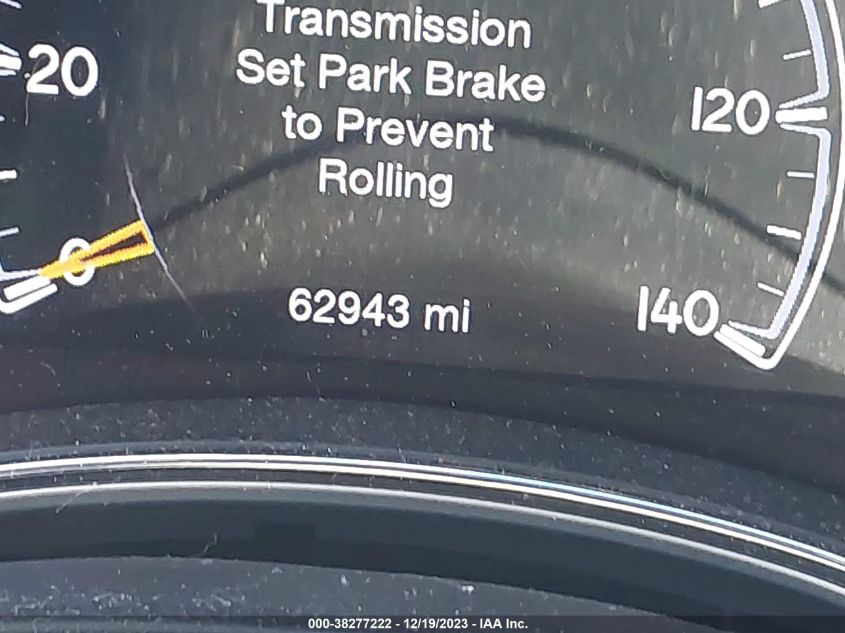 Transmission
Set Park Brake
to Prevent
Rolling
20
120
0
62943 mi
140
000-38277222 - 12/19/2023 - IAA Inc.